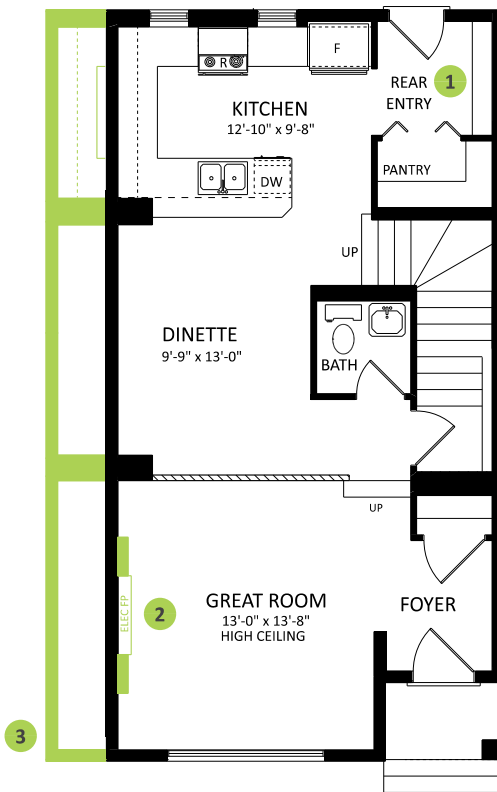 F
R
REAR
ENTRY
1
KITCHEN
12'-10" x 9'-8"
PANTRY
DW
UP
DINETTE
9'-9" x 13'-0"
BATH
UP
ELEC FP
2
GREAT ROOM
13'-0" x 13'-8"
HIGH CEILING
FOYER
3